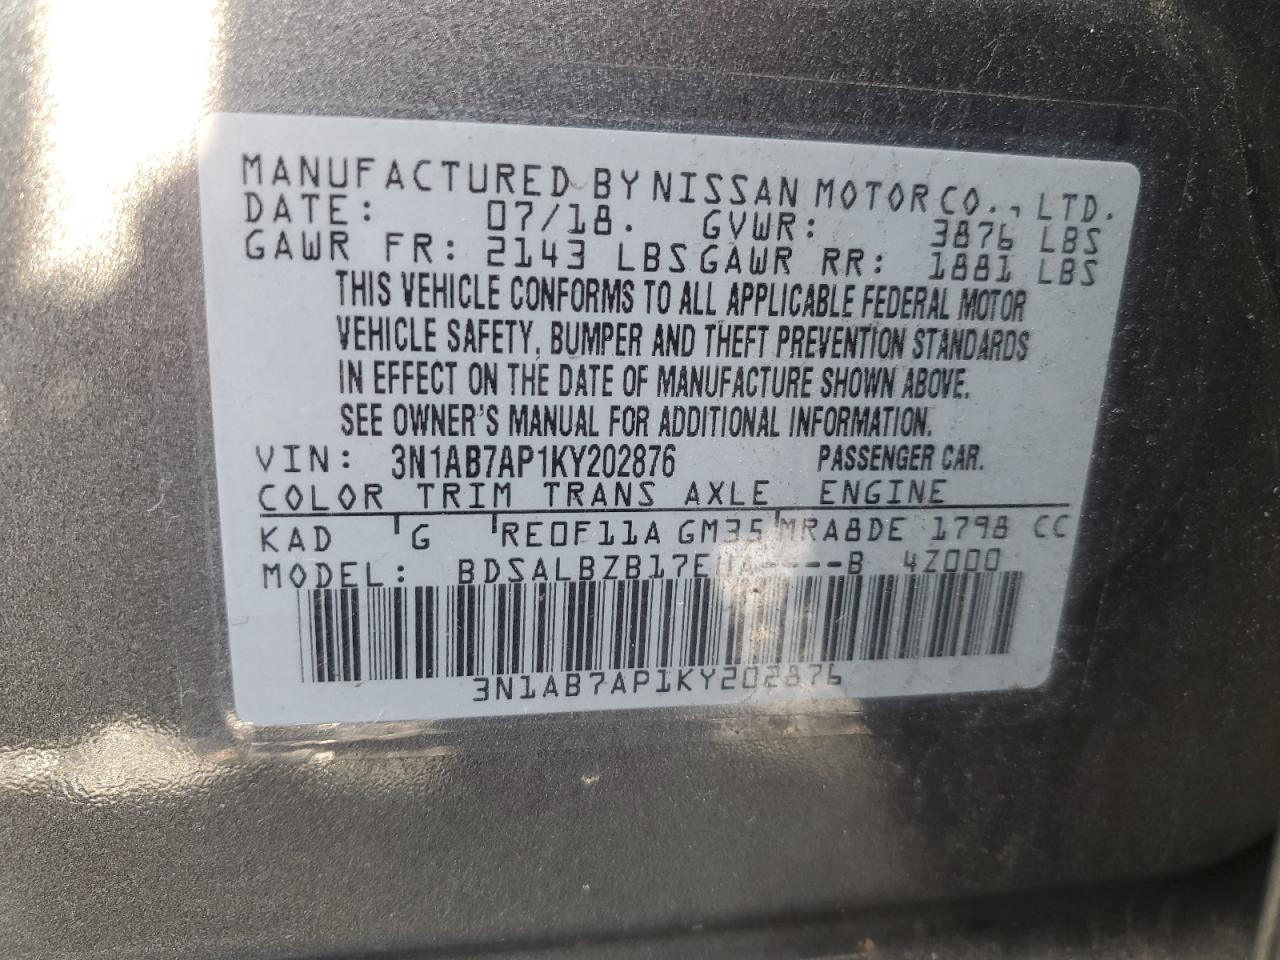 MANUFACTURED BY NISSAN MOTOR CO., LTD.
DATE: 07/18. GVWR: 3876 LBS
GAWR FR: 2143 LBS GAWR RR: 1881 LBS
THIS VEHICLE CONFORMS TO ALL APPLICABLE FEDERAL MOTOR
VEHICLE SAFETY, BUMPER AND THEFT PREVENTION STANDARDS
IN EFFECT ON THE DATE OF MANUFACTURE SHOWN ABOVE.
SEE OWNER'S MANUAL FOR ADDITIONAL INFORMATION.
VIN: 3N1AB7AP1KY202876 PASSENGER CAR.
COLOR TRIM TRANS AXLE ENGINE
KAD G RE0F11A GM35 MRA8DE 1798 CC
MODEL: BDSALBZB17EUA----B 4Z000
3N1AB7AP1KY202876